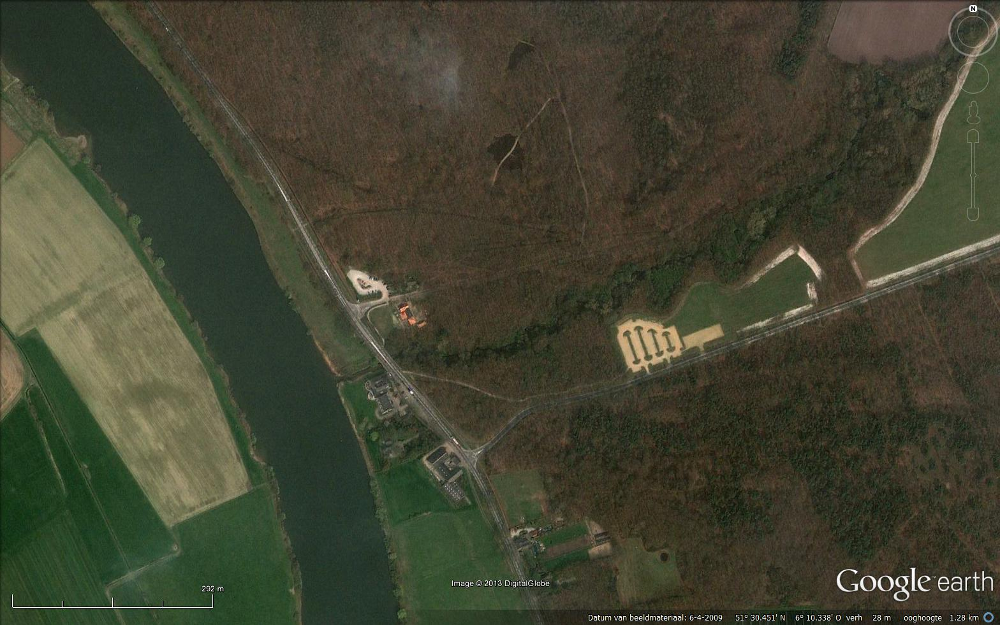 N
292 m
Image © 2013 DigitalGlobe
Google earth
Datum van beeldmateriaal: 6-4-2009 51° 30.451' N 6° 10.338' O verh 28 m ooghoogte 1.28 km